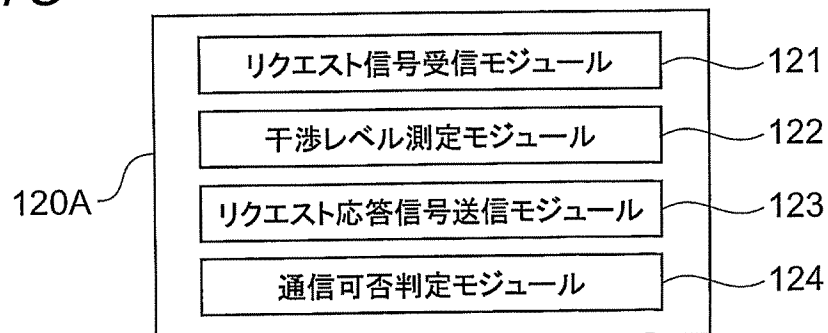 リクエスト信号受信モジュール 121
干渉レベル測定モジュール 122
120A
リクエスト応答信号送信モジュール 123
通信可否判定モジュール 124